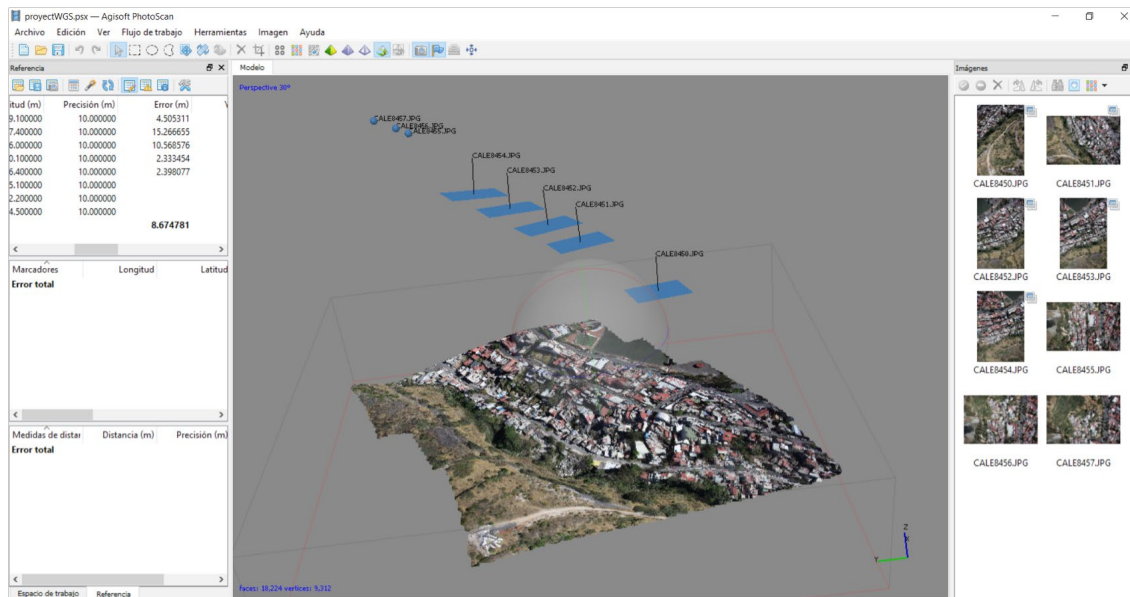 proyectWGS.psx — Agisoft PhotoScan
Archivo Edición Ver Flujo de trabajo Herramientas Imagen Ayuda
Referencia
itud (m) Precisión (m) Error (m)
9.100000 10.000000 4.505311
7.400000 10.000000 15.266655
6.000000 10.000000 10.568576
0.100000 10.000000 2.333454
6.400000 10.000000 2.398077
5.100000 10.000000
2.200000 10.000000
4.500000 10.000000
8.674781
Marcadores Longitud Latitud
Error total
Medidas de distar Distancia (m) Precisión (m)
Error total
Espacio de trabajo Referencia
Modelo
Perspective 30°
CALE8457.JPG
CALE8456.JPG
CALE8455.JPG
CALE8454.JPG
CALE8453.JPG
CALE8452.JPG
CALE8451.JPG
CALE8450.JPG
Z
X
Y
faces: 18,224 vertices: 9,312
Imágenes
CALE8450.JPG CALE8451.JPG
CALE8452.JPG CALE8453.JPG
CALE8454.JPG CALE8455.JPG
CALE8456.JPG CALE8457.JPG